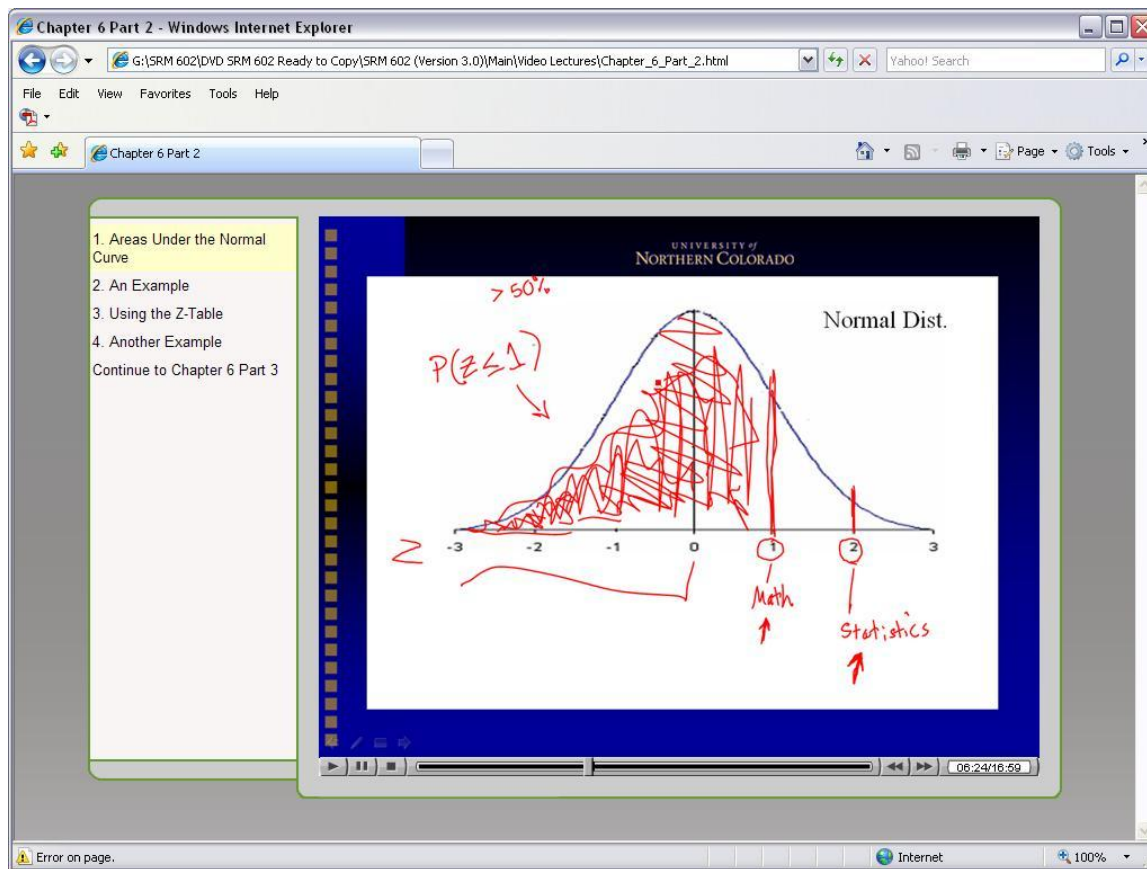 Chapter 6 Part 2 - Windows Internet Explorer
G:\SRM 602\DVD SRM 602 Ready to Copy\SRM 602 (Version 3.0)\Main\Video Lectures\Chapter_6_Part_2.html
Yahoo! Search
File Edit View Favorites Tools Help
Chapter 6 Part 2
Page Tools
1. Areas Under the Normal
Curve
2. An Example
3. Using the Z-Table
4. Another Example
Continue to Chapter 6 Part 3
UNIVERSITY of
NORTHERN COLORADO
> 50%
Normal Dist.
P(z ≤ 1)
Z -3 -2 -1 0 1 2 3
Math
Statistics
06:24/16:59
Error on page. Internet 100%